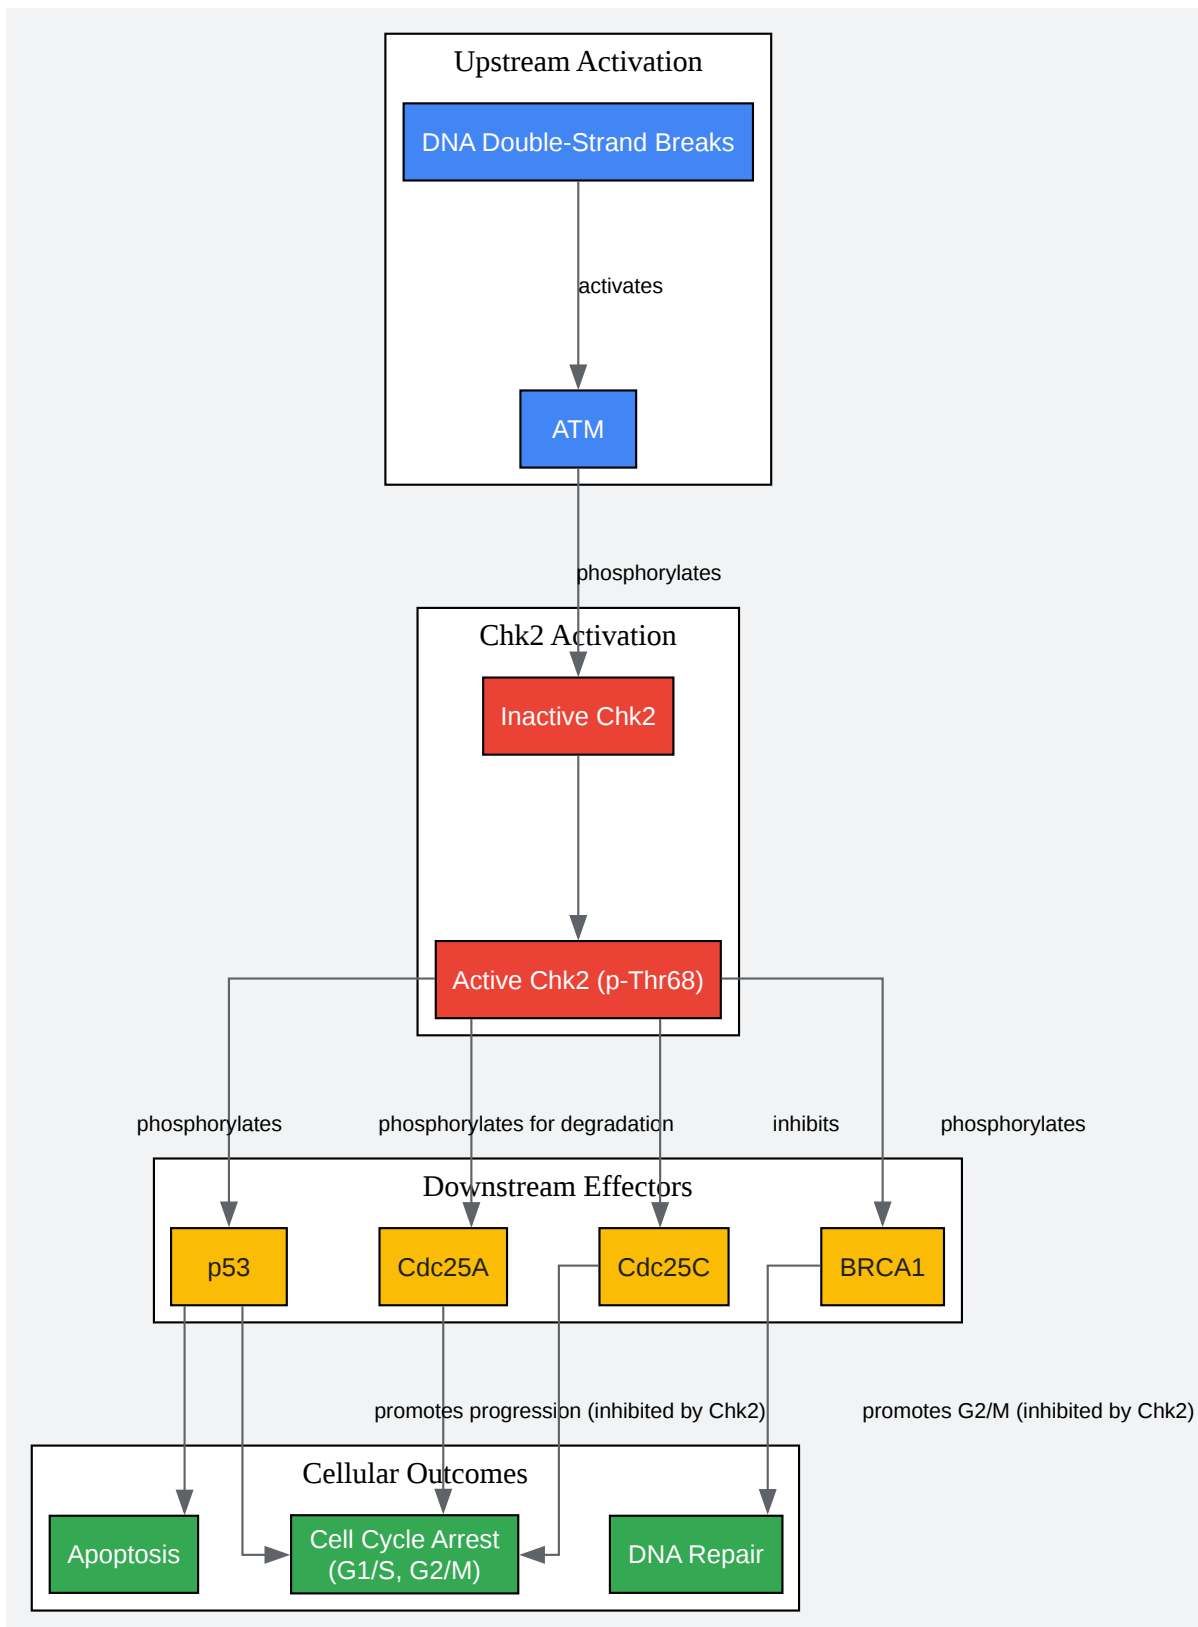 Upstream Activation
DNA Double-Strand Breaks
activates
ATM
phosphorylates
Chk2 Activation
Inactive Chk2
Active Chk2 (p-Thr68)
phosphorylates
phosphorylates for degradation
inhibits
phosphorylates
Downstream Effectors
p53
Cdc25A
Cdc25C
BRCA1
promotes progression (inhibited by Chk2)
promotes G2/M (inhibited by Chk2)
Cellular Outcomes
Apoptosis
Cell Cycle Arrest
(G1/S, G2/M)
DNA Repair